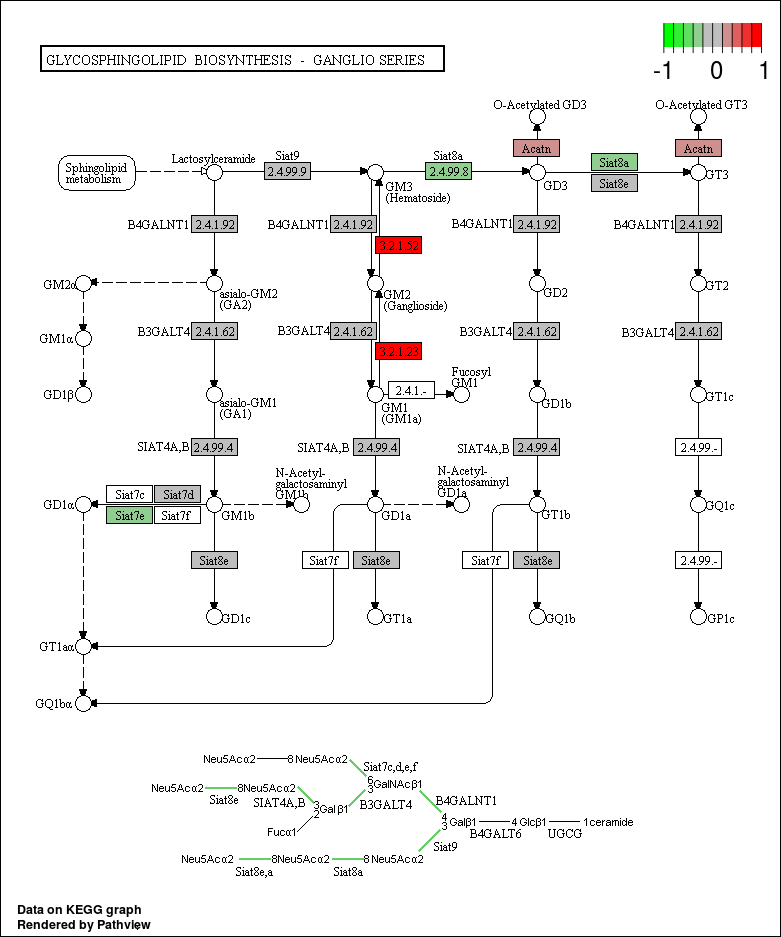 -1 0 1
GLYCOSPHINGOLIPID BIOSYNTHESIS - GANGLIO SERIES
O-Acetylated GD3
O-Acetylated GT3
Acatn
Acatn
Sphingolipid
metabolism
Lactosylceramide
Siat9
2.4.99.9
GM3
(Hematoside)
Siat8a
2.4.99.8
GD3
Siat8a
Siat8e
GT3
B4GALNT1 2.4.1.92
B4GALNT1 2.4.1.92
3.2.1.52
B4GALNT1 2.4.1.92
B4GALNT1 2.4.1.92
GM2α
asialo-GM2
(GA2)
GM2
(Ganglioside)
GD2
GT2
GM1α
B3GALT4 2.4.1.62
B3GALT4 2.4.1.62
3.2.1.23
B3GALT4 2.4.1.62
B3GALT4 2.4.1.62
GD1β
asialo-GM1
(GA1)
GM1
(GM1a)
2.4.1.-
Fucosyl
GM1
GD1b
GT1c
SIAT4A,B 2.4.99.4
SIAT4A,B 2.4.99.4
SIAT4A,B 2.4.99.4
2.4.99.-
N-Acetyl-
galactosaminyl
GM1b
N-Acetyl-
galactosaminyl
GD1a
GD1α
Siat7c Siat7d
Siat7e Siat7f
GM1b
GD1a
GT1b
GQ1c
Siat8e
Siat7f
Siat8e
Siat7f
Siat8e
2.4.99.-
GD1c
GT1a
GQ1b
GP1c
GT1aα
GQ1bα
Neu5Acα2 8 Neu5Acα2
Siat7c,d,e,f
Neu5Acα2 8Neu5Acα2
6
3 GalNAcβ1
Siat8e
SIAT4A,B
3
2 Galβ1
B3GALT4
B4GALNT1
Fucα1
4
3 Galβ1 4 Glcβ1 1ceramide
B4GALT6 UGCG
Siat9
Neu5Acα2 8Neu5Acα2 8 Neu5Acα2
Siat8e,a
Siat8a
Data on KEGG graph
Rendered by Pathview